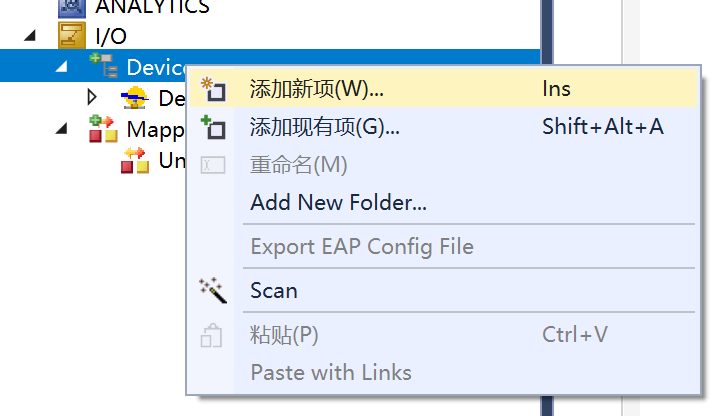 ANALYTICS
I/O
Device
添加新项(W)... Ins
De
添加现有项(G)... Shift+Alt+A
Mapp
重命名(M)
Un
Add New Folder...
Export EAP Config File
Scan
粘贴(P) Ctrl+V
Paste with Links